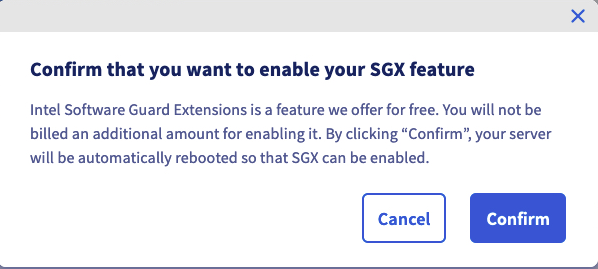 Confirm that you want to enable your SGX feature
Intel Software Guard Extensions is a feature we offer for free. You will not be
billed an additional amount for enabling it. By clicking “Confirm”, your server
will be automatically rebooted so that SGX can be enabled.
Cancel Confirm